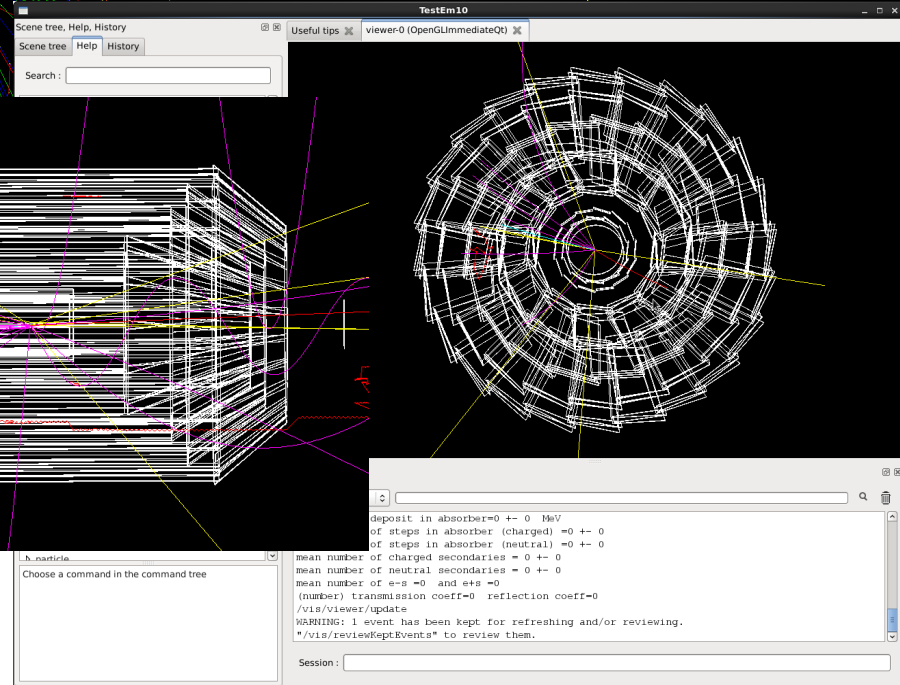 TestEm10
Scene tree, Help, History
Useful tips
viewer-0 (OpenGLImmediateQt)
Scene tree
Help
History
Search :
deposit in absorber=0 +- 0 MeV
of steps in absorber (charged) =0 +- 0
of steps in absorber (neutral) =0 +- 0
mean number of charged secondaries = 0 +- 0
mean number of neutral secondaries = 0 +- 0
mean number of e-s =0 and e+s =0
(number) transmission coeff=0 reflection coeff=0
/vis/viewer/update
WARNING: 1 event has been kept for refreshing and/or reviewing.
"/vis/reviewKeptEvents" to review them.
particle
Choose a command in the command tree
Session :